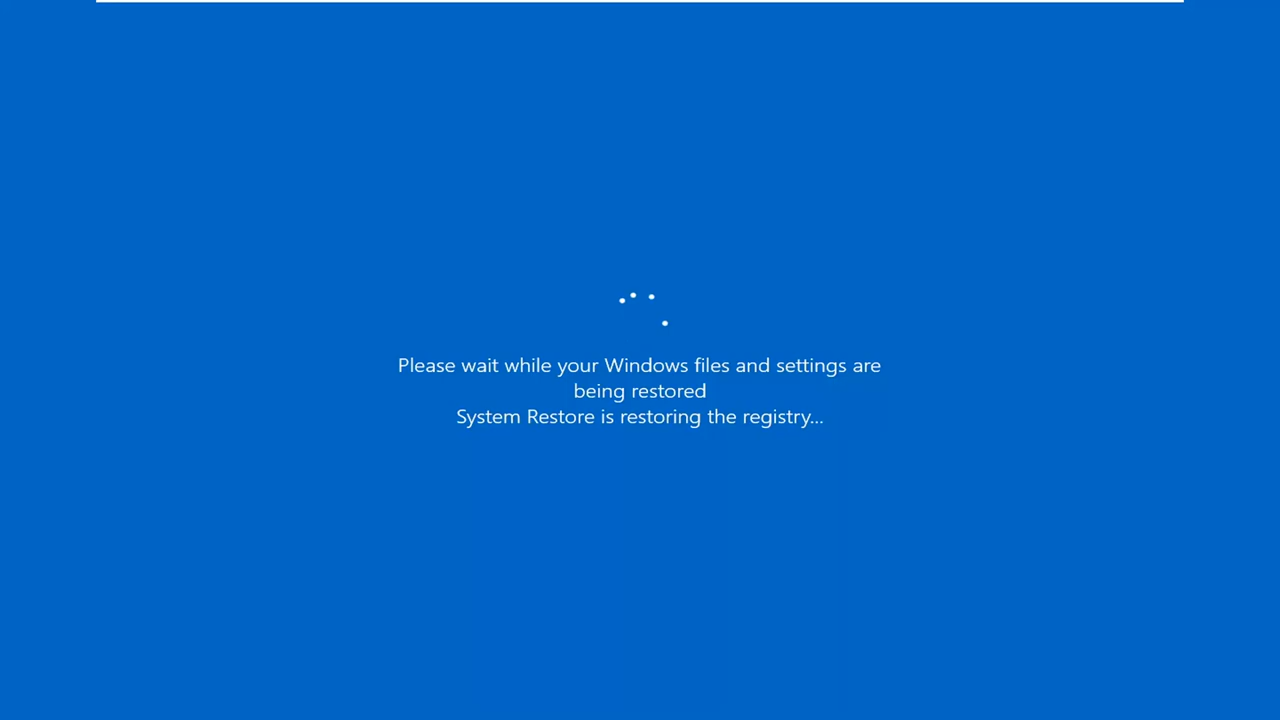 Please wait while your Windows files and settings are
being restored
System Restore is restoring the registry...